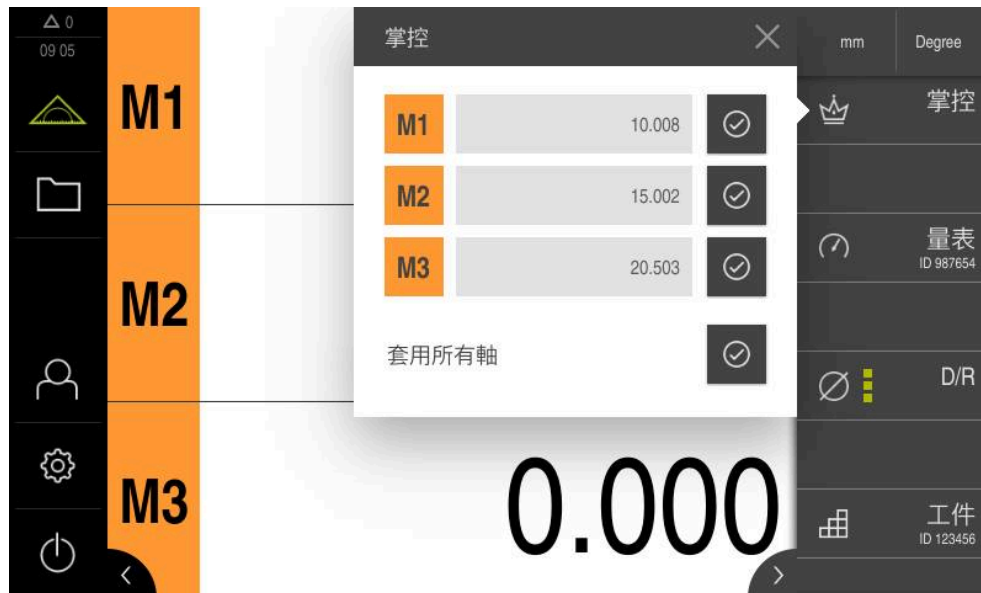 0
09 05
M1
M2
M3
0.000
掌控
M1
10.008
M2
15.002
M3
20.503
套用所有軸
mm
Degree
掌控
量表
ID 987654
D/R
工件
ID 123456